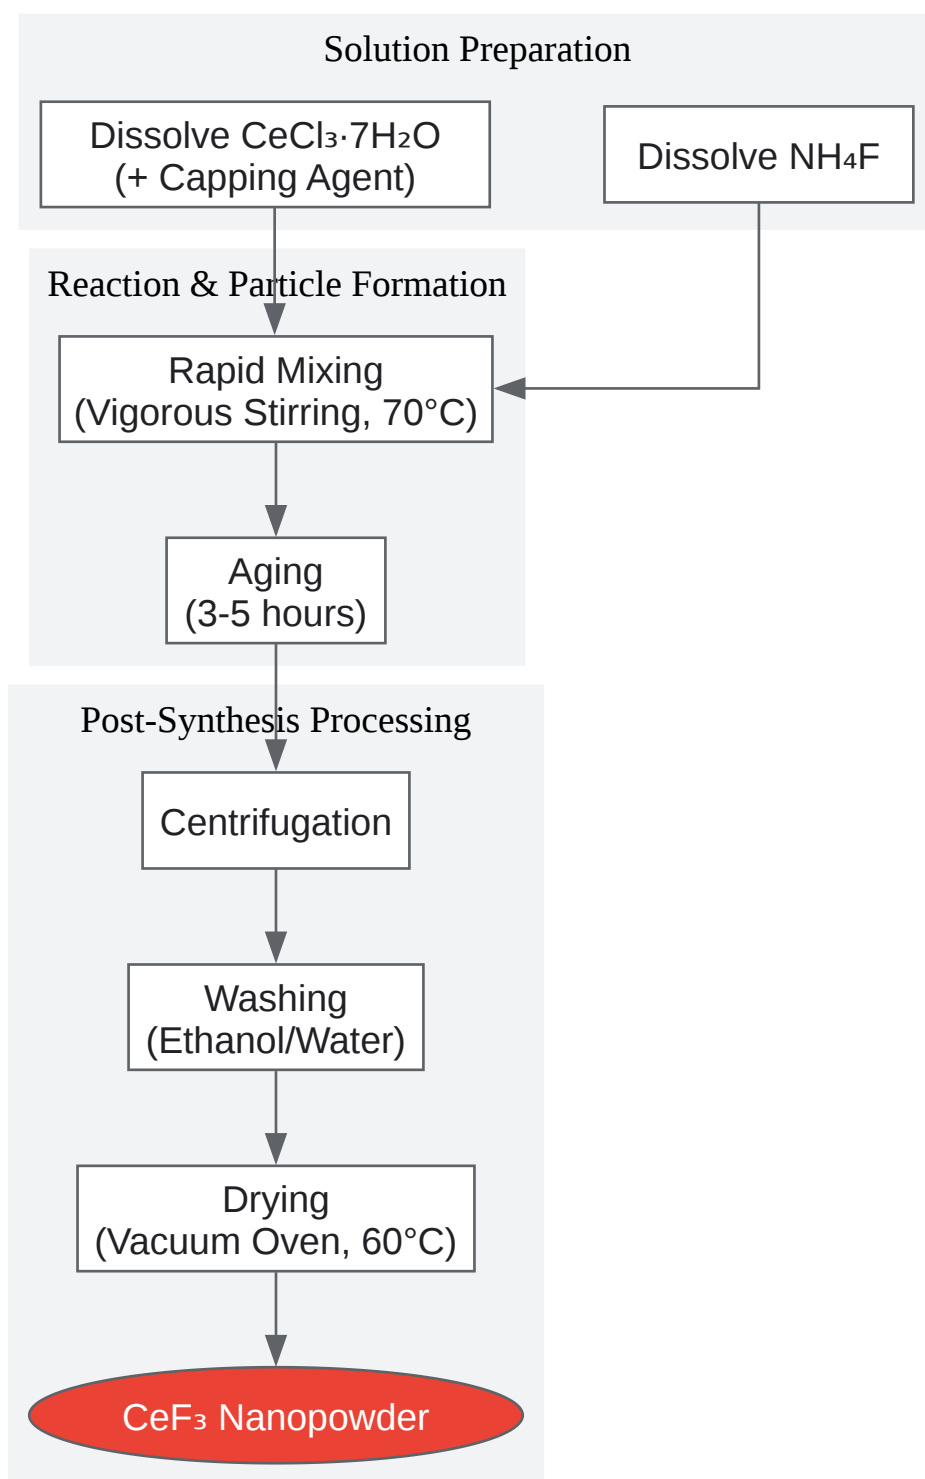 Solution Preparation
Dissolve CeCl₃·7H₂O
(+ Capping Agent)
Dissolve NH₄F
Reaction & Particle Formation
Rapid Mixing
(Vigorous Stirring, 70°C)
Aging
(3-5 hours)
Post-Synthesis Processing
Centrifugation
Washing
(Ethanol/Water)
Drying
(Vacuum Oven, 60°C)
CeF₃ Nanopowder